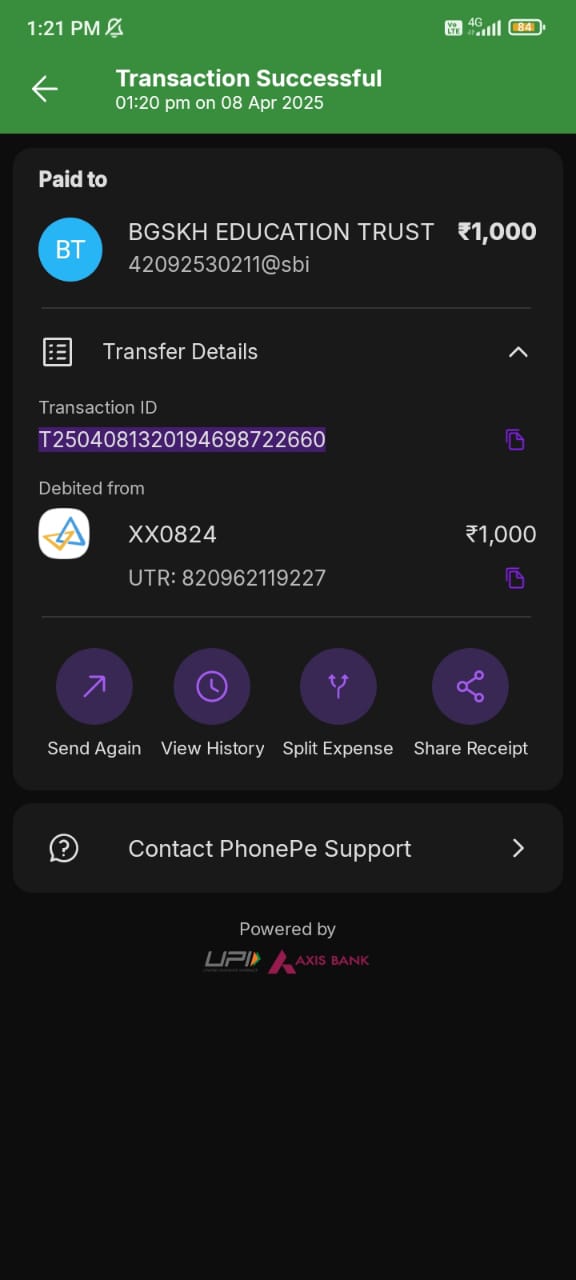 1:21 PM
Vo LTE 4G 84
Transaction Successful
01:20 pm on 08 Apr 2025
Paid to
BT BGSKH EDUCATION TRUST ₹1,000
42092530211@sbi
Transfer Details
Transaction ID
T2504081320194698722660
Debited from
XX0824 ₹1,000
UTR: 820962119227
Send Again View History Split Expense Share Receipt
Contact PhonePe Support
Powered by
UPI AXIS BANK